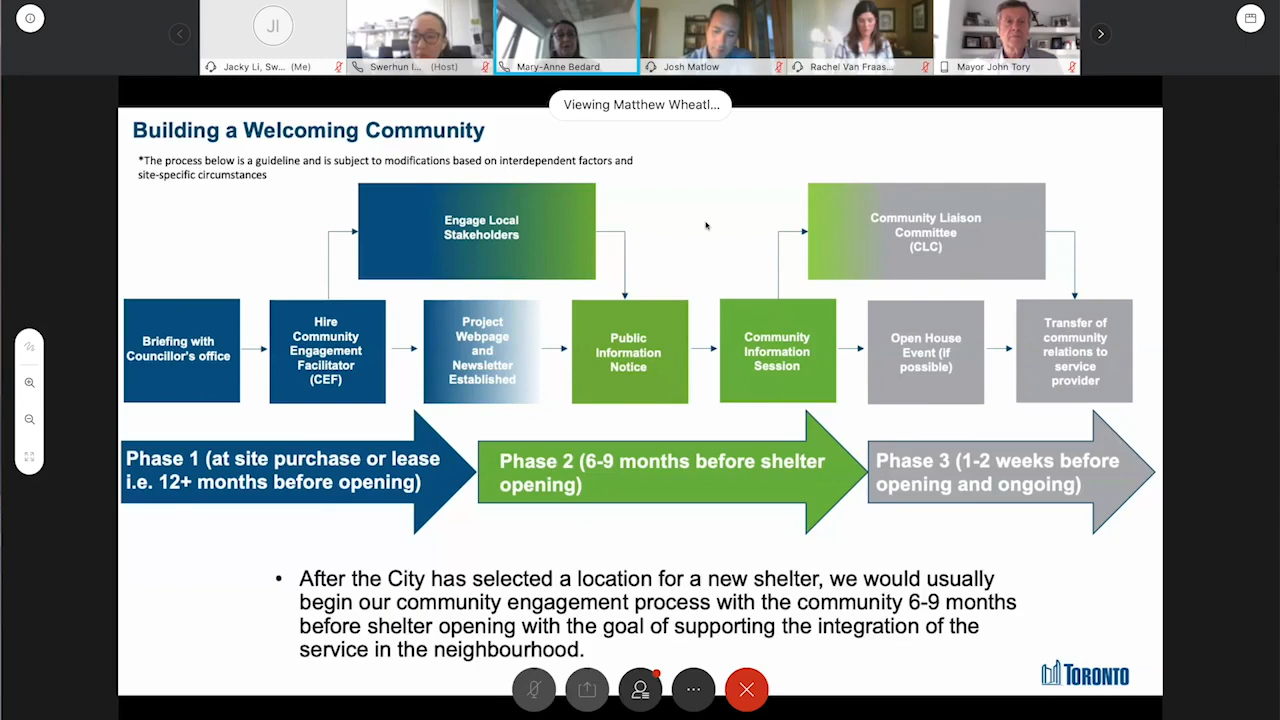 JI
Jacky Li, Sw... (Me)
Swerhun I... (Host)
Mary-Anne Bedard
Josh Matlow
Rachel Van Fraas...
Mayor John Tory
Viewing Matthew Wheatl...
Building a Welcoming Community
*The process below is a guideline and is subject to modifications based on interdependent factors and
site-specific circumstances
Engage Local
Stakeholders
Community Liaison
Committee
(CLC)
Briefing with
Councillor's office
Hire
Community
Engagement
Facilitator
(CEF)
Project
Webpage
and
Newsletter
Established
Public
Information
Notice
Community
Information
Session
Open House
Event (if
possible)
Transfer of
community
relations to
service
provider
Phase 1 (at site purchase or lease
i.e. 12+ months before opening)
Phase 2 (6-9 months before shelter
opening)
Phase 3 (1-2 weeks before
opening and ongoing)
• After the City has selected a location for a new shelter, we would usually
begin our community engagement process with the community 6-9 months
before shelter opening with the goal of supporting the integration of the
service in the neighbourhood.
TORONTO